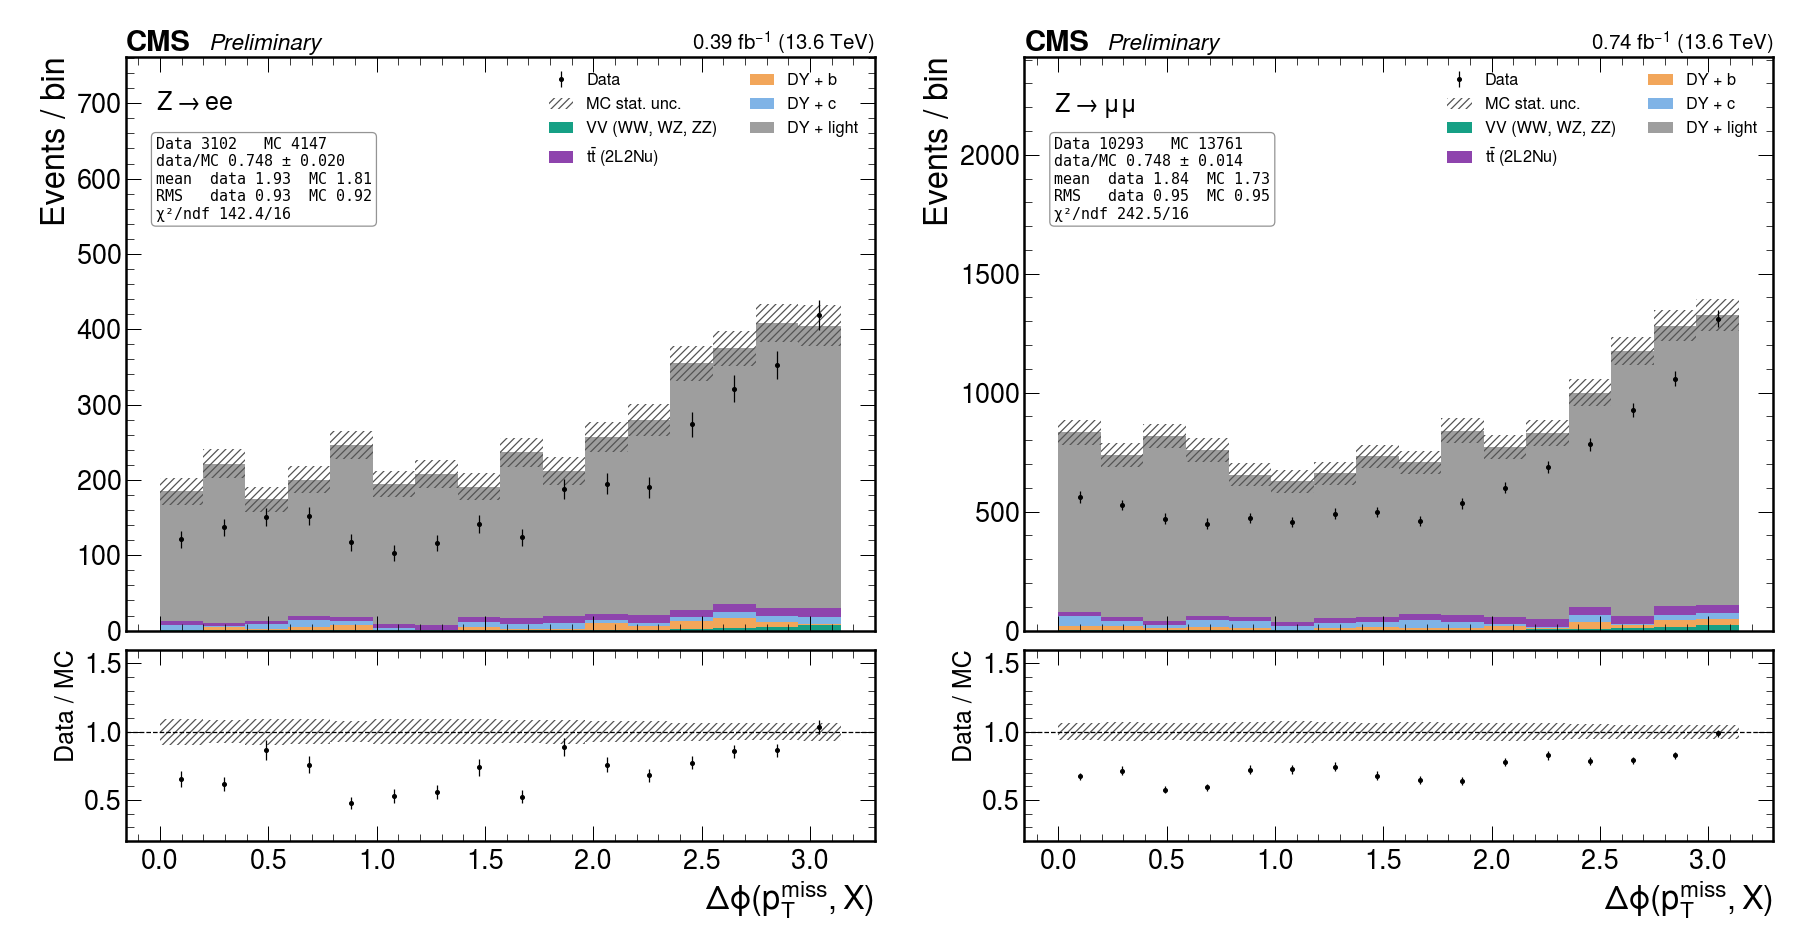 CMS Preliminary 0.39 fb⁻¹ (13.6 TeV)
Events / bin
Z→ee
Data 3102 MC 4147
data/MC 0.748 ± 0.020
mean data 1.93 MC 1.81
RMS data 0.93 MC 0.92
χ²/ndf 142.4/16
Data
MC stat. unc.
VV (WW, WZ, ZZ)
tt̄ (2L2Nu)
DY + b
DY + c
DY + light
700
600
500
400
300
200
100
0
Data / MC
1.5
1.0
0.5
0.0 0.5 1.0 1.5 2.0 2.5 3.0
Δϕ(p_T^miss, X)
CMS Preliminary 0.74 fb⁻¹ (13.6 TeV)
Events / bin
Z→μμ
Data 10293 MC 13761
data/MC 0.748 ± 0.014
mean data 1.84 MC 1.73
RMS data 0.95 MC 0.95
χ²/ndf 242.5/16
Data
MC stat. unc.
VV (WW, WZ, ZZ)
tt̄ (2L2Nu)
DY + b
DY + c
DY + light
2000
1500
1000
500
0
Data / MC
1.5
1.0
0.5
0.0 0.5 1.0 1.5 2.0 2.5 3.0
Δϕ(p_T^miss, X)